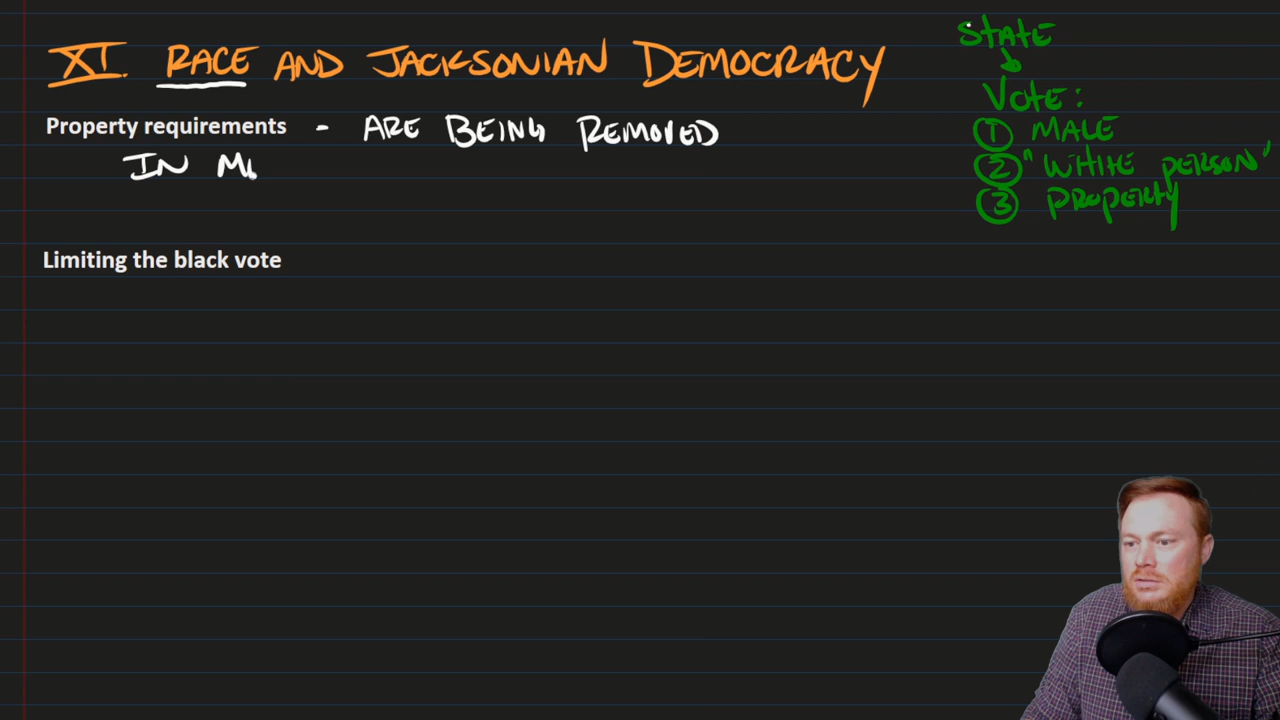 XI. RACE AND JACKSONIAN DEMOCRACY
Property requirements - ARE BEING REMOVED
IN
Limiting the black vote
STATE
VOTE:
① MALE
② "WHITE PERSON"
③ PROPERTY